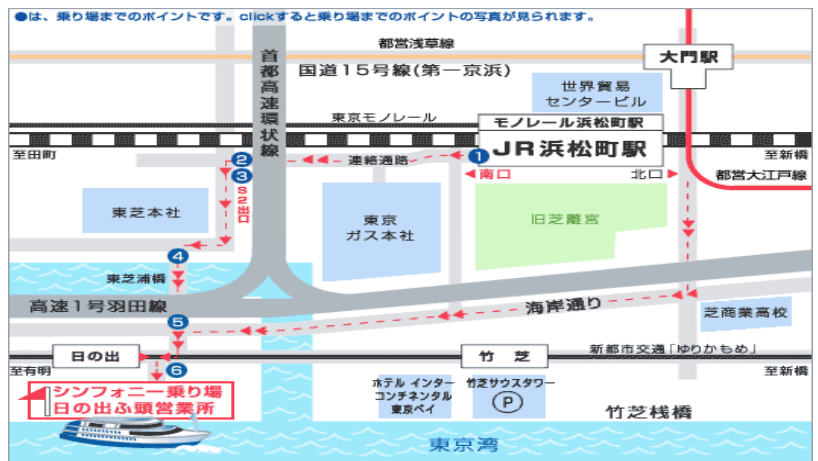 ●は、乗り場までのポイントです。clickすると乗り場までのポイントの写真が見られます。
都営浅草線
大門駅
首都高速環状線
国道15号線(第一京浜)
世界貿易
センタービル
東京モノレール
モノレール浜松町駅
JR浜松町駅
至田町
至新橋
連絡通路
1
2
3
S2出口
南口
北口
都営大江戸線
東芝本社
東京
ガス本社
旧芝離宮
4
東芝浦橋
高速1号羽田線
海岸通り
芝商業高校
5
日の出
竹芝
新都市交通「ゆりかもめ」
至有明
6
至新橋
シンフォニー乗り場
日の出ふ頭営業所
ホテル インター
コンチネンタル
東京ベイ
竹芝サウスタワー
P
竹芝桟橋
東京湾